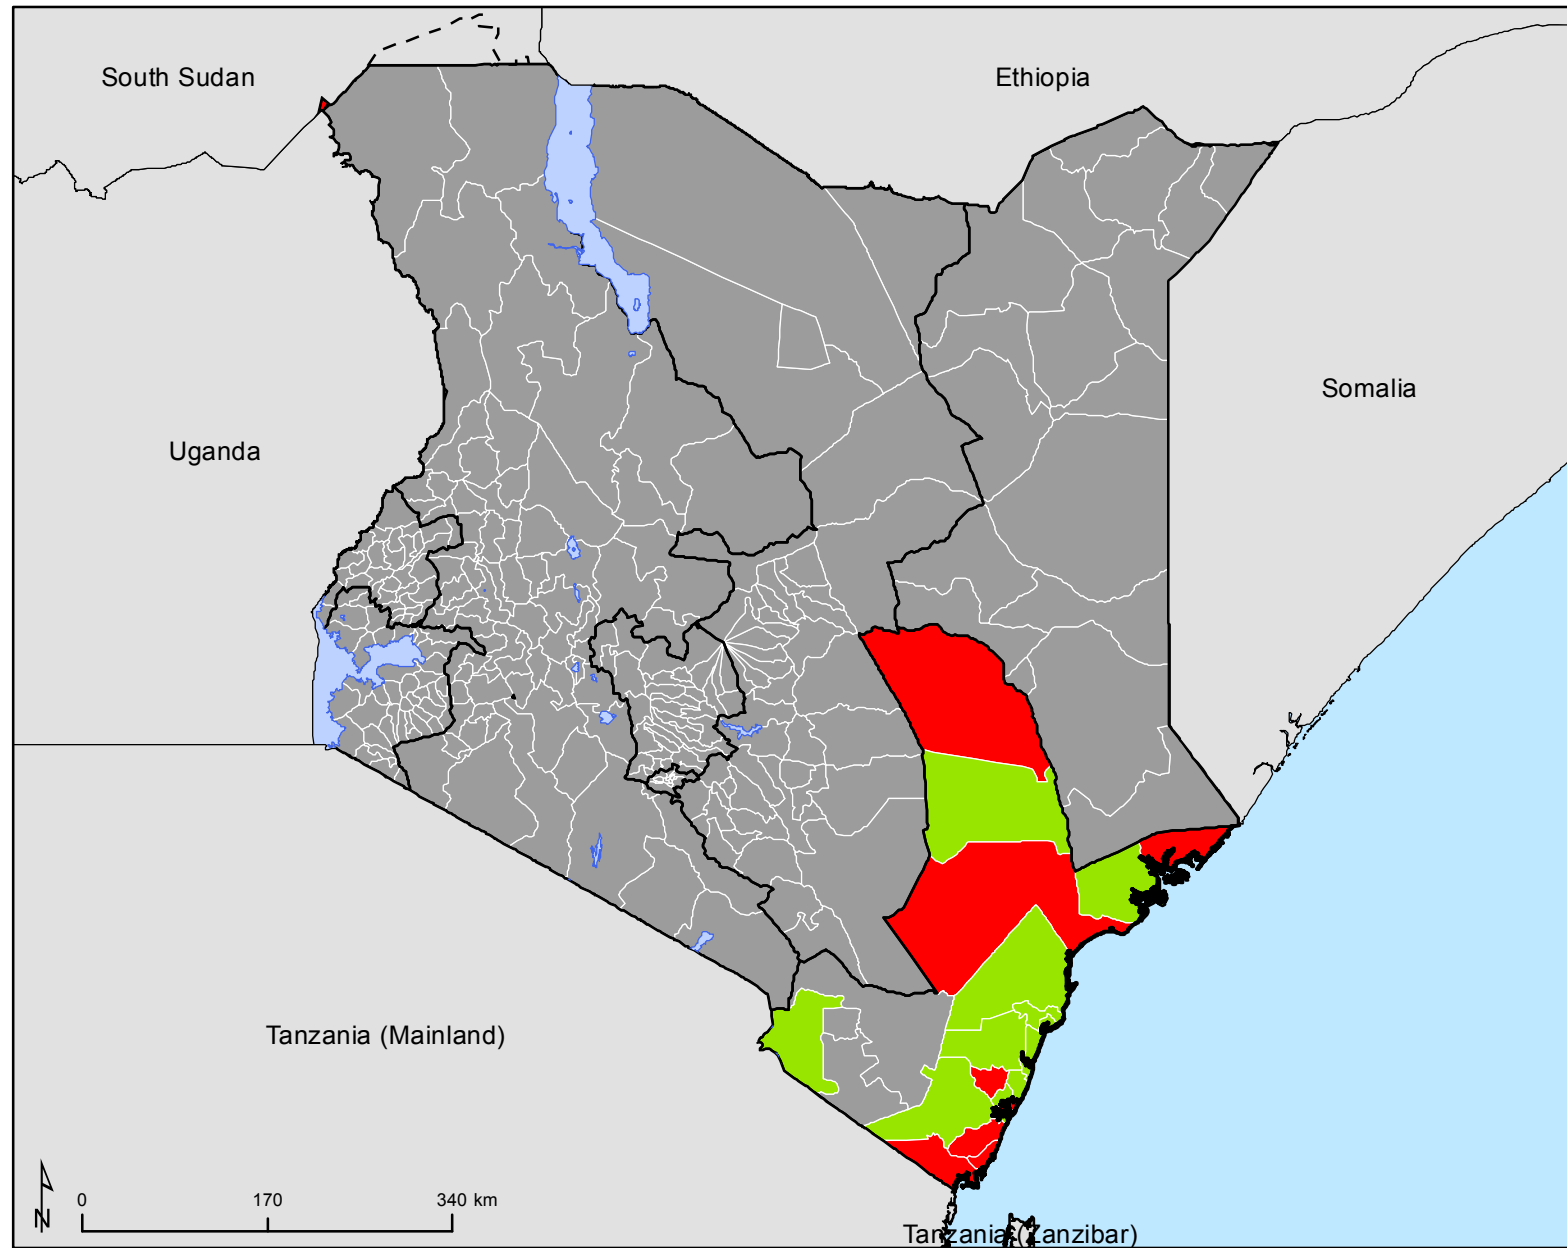 South Sudan
Ethiopia
Somalia
Uganda
Tanzania (Mainland)
N
0 170 340 km
Tanzania (Zanzibar)